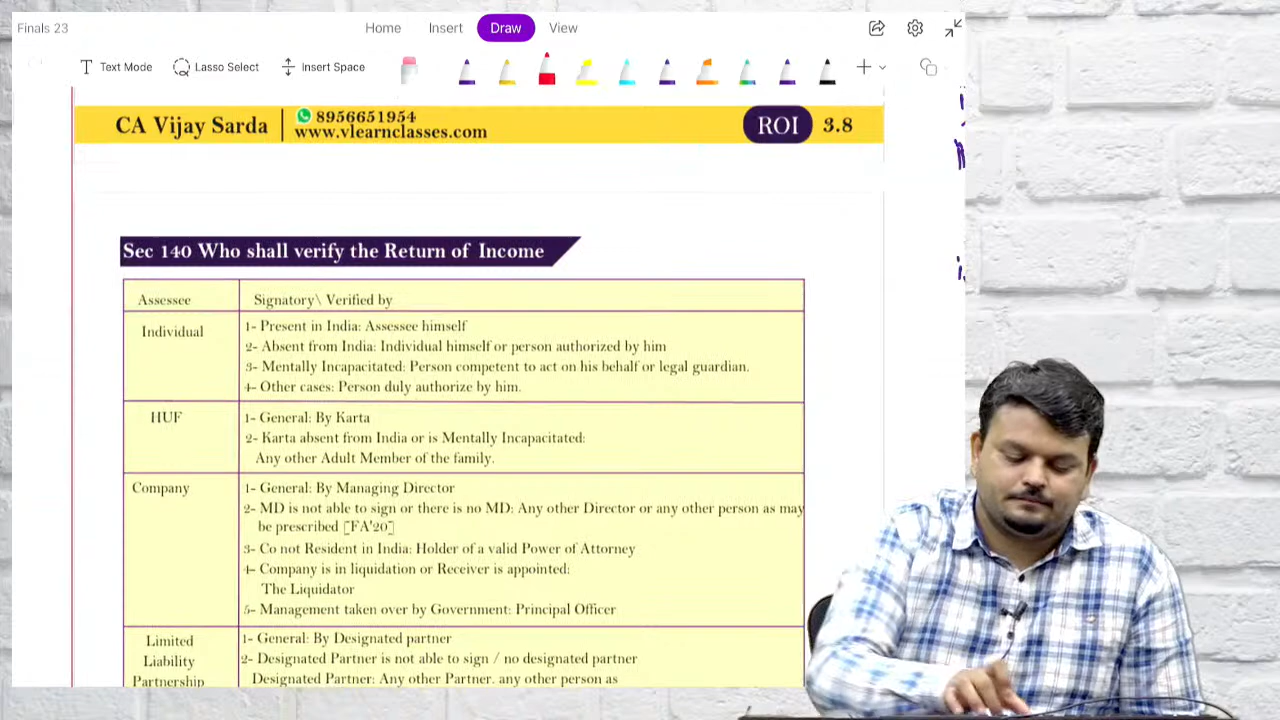 Finals 23
Home Insert Draw View
Text Mode Lasso Select Insert Space
CA Vijay Sarda
8956651954
www.vlearnclasses.com
ROI 3.8
Sec 140 Who shall verify the Return of Income
Assessee Signatory\ Verified by
Individual
1- Present in India: Assessee himself
2- Absent from India: Individual himself or person authorized by him
3- Mentally Incapacitated: Person competent to act on his behalf or legal guardian.
4- Other cases: Person duly authorize by him.
HUF
1- General: By Karta
2- Karta absent from India or is Mentally Incapacitated:
Any other Adult Member of the family.
Company
1- General: By Managing Director
2- MD is not able to sign or there is no MD: Any other Director or any other person as may
be prescribed [FA'20]
3- Co not Resident in India: Holder of a valid Power of Attorney
4- Company is in liquidation or Receiver is appointed:
The Liquidator
5- Management taken over by Government: Principal Officer
Limited
Liability
Partnership
1- General: By Designated partner
2- Designated Partner is not able to sign / no designated partner
Designated Partner: Any other Partner. any other person as